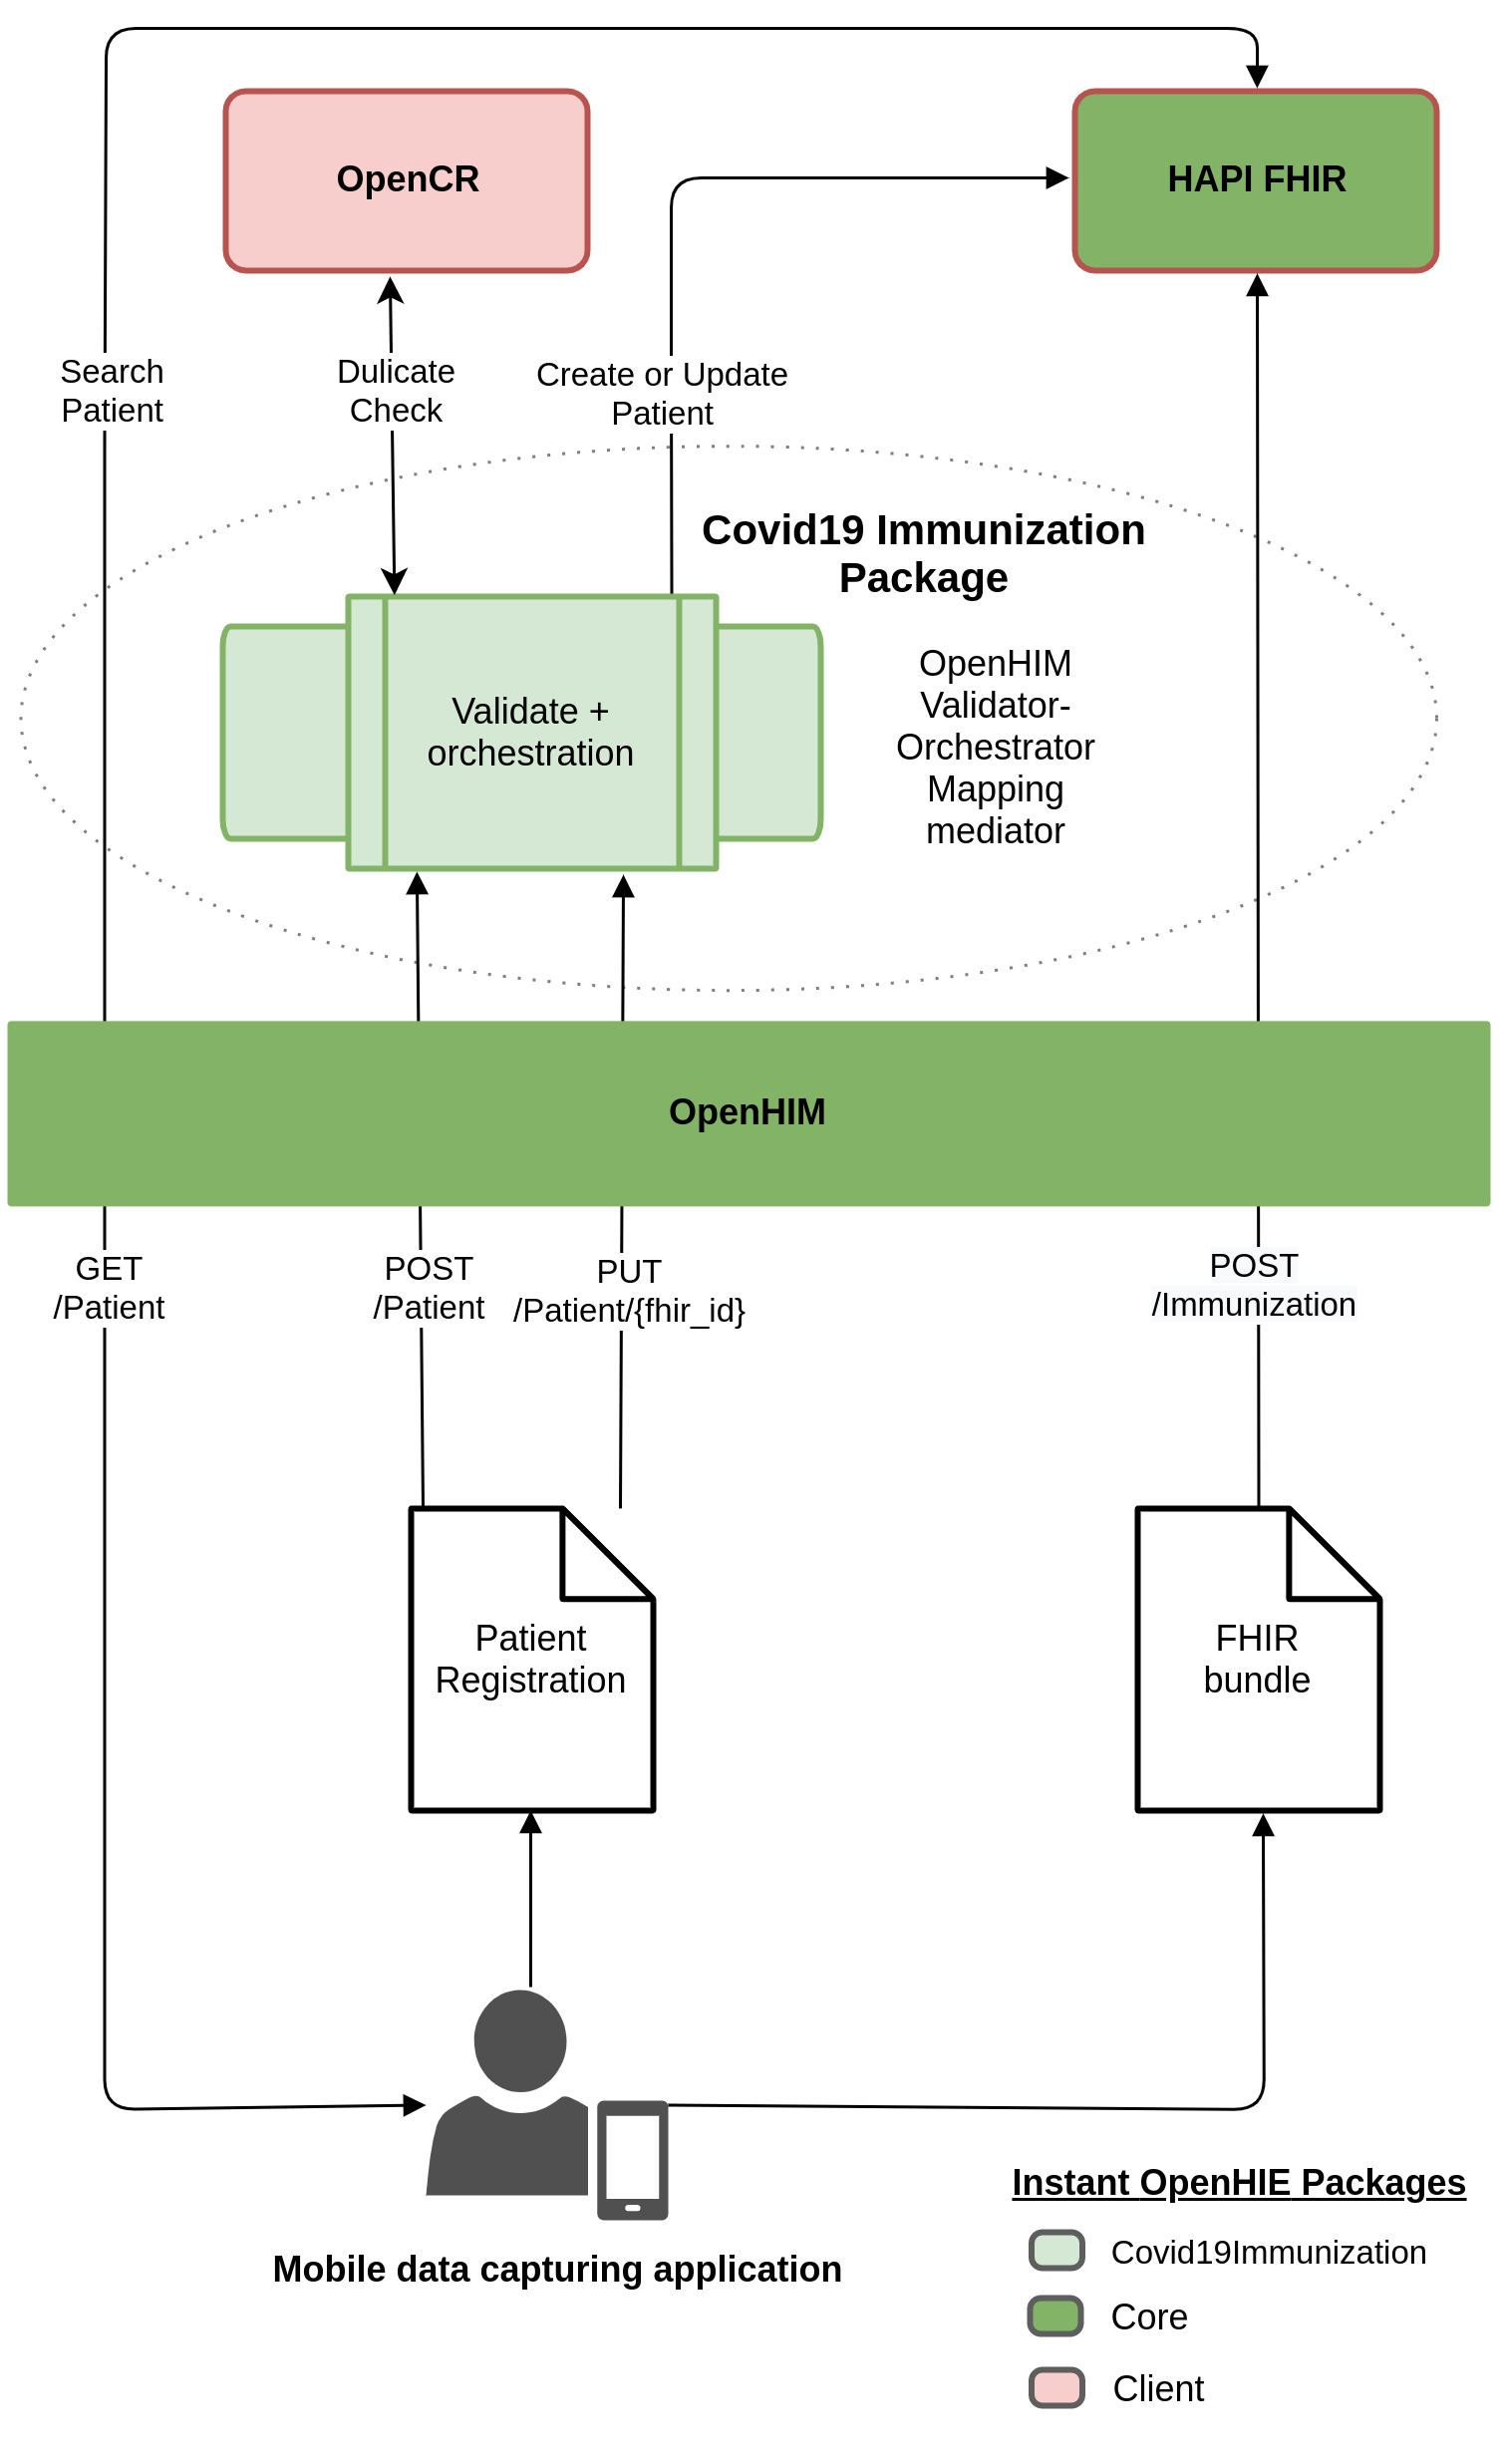 OpenCR
HAPI FHIR
Search
Patient
Dulicate
Check
Create or Update
Patient
Covid19 Immunization
Package
Validate +
orchestration
OpenHIM
Validator-
Orchestrator
Mapping
mediator
OpenHIM
GET
/Patient
POST
/Patient
PUT
/Patient/{fhir_id}
POST
/Immunization
Patient
Registration
FHIR
bundle
Mobile data capturing application
Instant OpenHIE Packages
Covid19Immunization
Core
Client